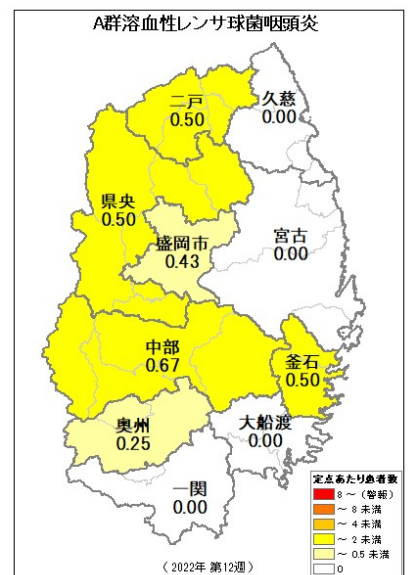 A群溶血性レンサ球菌咽頭炎
二戸
0.50
久慈
0.00
県央
0.50
盛岡市
0.43
宮古
0.00
中部
0.67
釜石
0.50
奥州
0.25
大船渡
0.00
一関
0.00
定点あたり患者数
8 ~ (警報)
~ 8 未満
~ 4 未満
~ 2 未満
~ 0.5 未満
0
( 2022年 第12週)